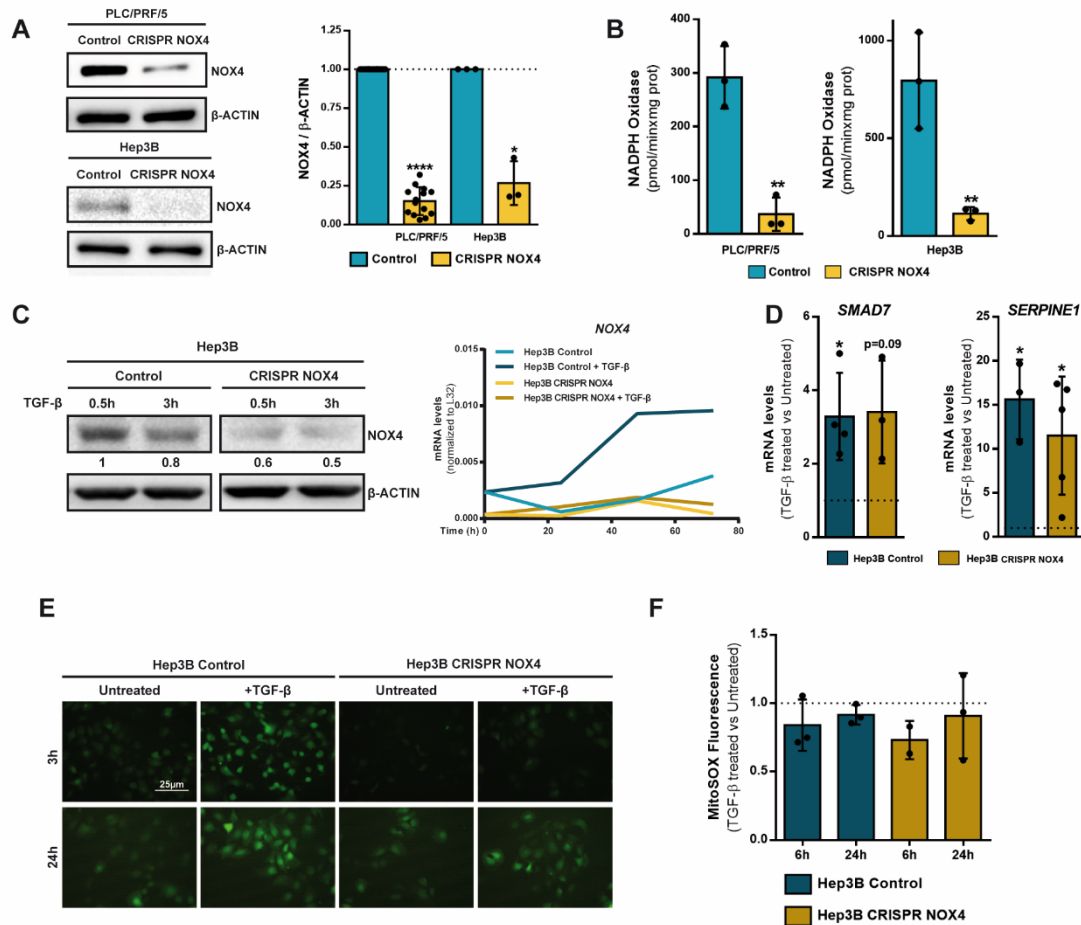 A
PLC/PRF/5
Control CRISPR NOX4
NOX4
β-ACTIN
Hep3B
Control CRISPR NOX4
NOX4
β-ACTIN
NOX4 / β-ACTIN
1.25
1.00
0.75
0.50
0.25
0.00
****
*
PLC/PRF/5 Hep3B
Control CRISPR NOX4
B
NADPH Oxidase
(pmol/minxmg prot)
400
300
200
100
0
**
PLC/PRF/5
NADPH Oxidase
(pmol/minxmg prot)
1000
500
0
**
Hep3B
Control CRISPR NOX4
C
Hep3B
Control CRISPR NOX4
TGF-β 0.5h 3h 0.5h 3h
NOX4
1 0.8 0.6 0.5
β-ACTIN
NOX4
mRNA levels
(normalized to L32)
0.015
0.010
0.005
0.000
Hep3B Control
Hep3B Control + TGF-β
Hep3B CRISPR NOX4
Hep3B CRISPR NOX4 + TGF-β
Time (h) 0 20 40 60 80
D
SMAD7
mRNA levels
(TGF-β treated vs Untreated)
6
4
2
0
*
p=0.09
SERPINE1
mRNA levels
(TGF-β treated vs Untreated)
25
20
15
10
5
0
*
*
Hep3B Control Hep3B CRISPR NOX4
E
Hep3B Control Hep3B CRISPR NOX4
Untreated +TGF-β Untreated +TGF-β
3h
25μm
24h
F
MitoSOX Fluorescence
(TGF-β treated vs Untreated)
1.5
1.0
0.5
0.0
6h 24h 6h 24h
Hep3B Control
Hep3B CRISPR NOX4